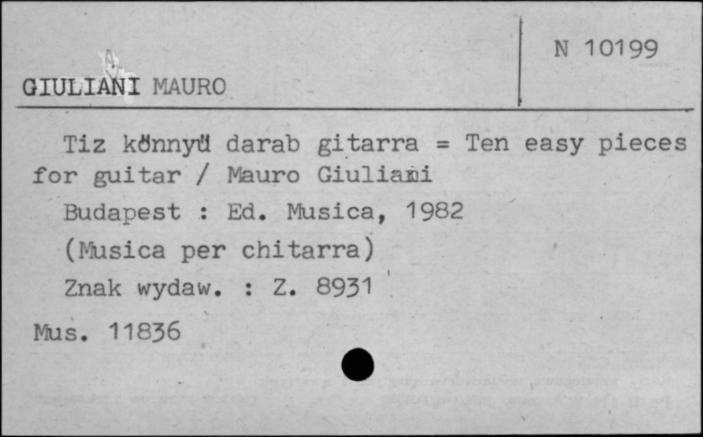 N 10199
GIULIANI MAURO
Tiz könnyű darab gitarra = Ten easy pieces
for guitar / Mauro Giuliani
Budapest : Ed. Musica, 1982
(Musica per chitarra)
Znak wydaw. : Z. 8931
Mus. 11836